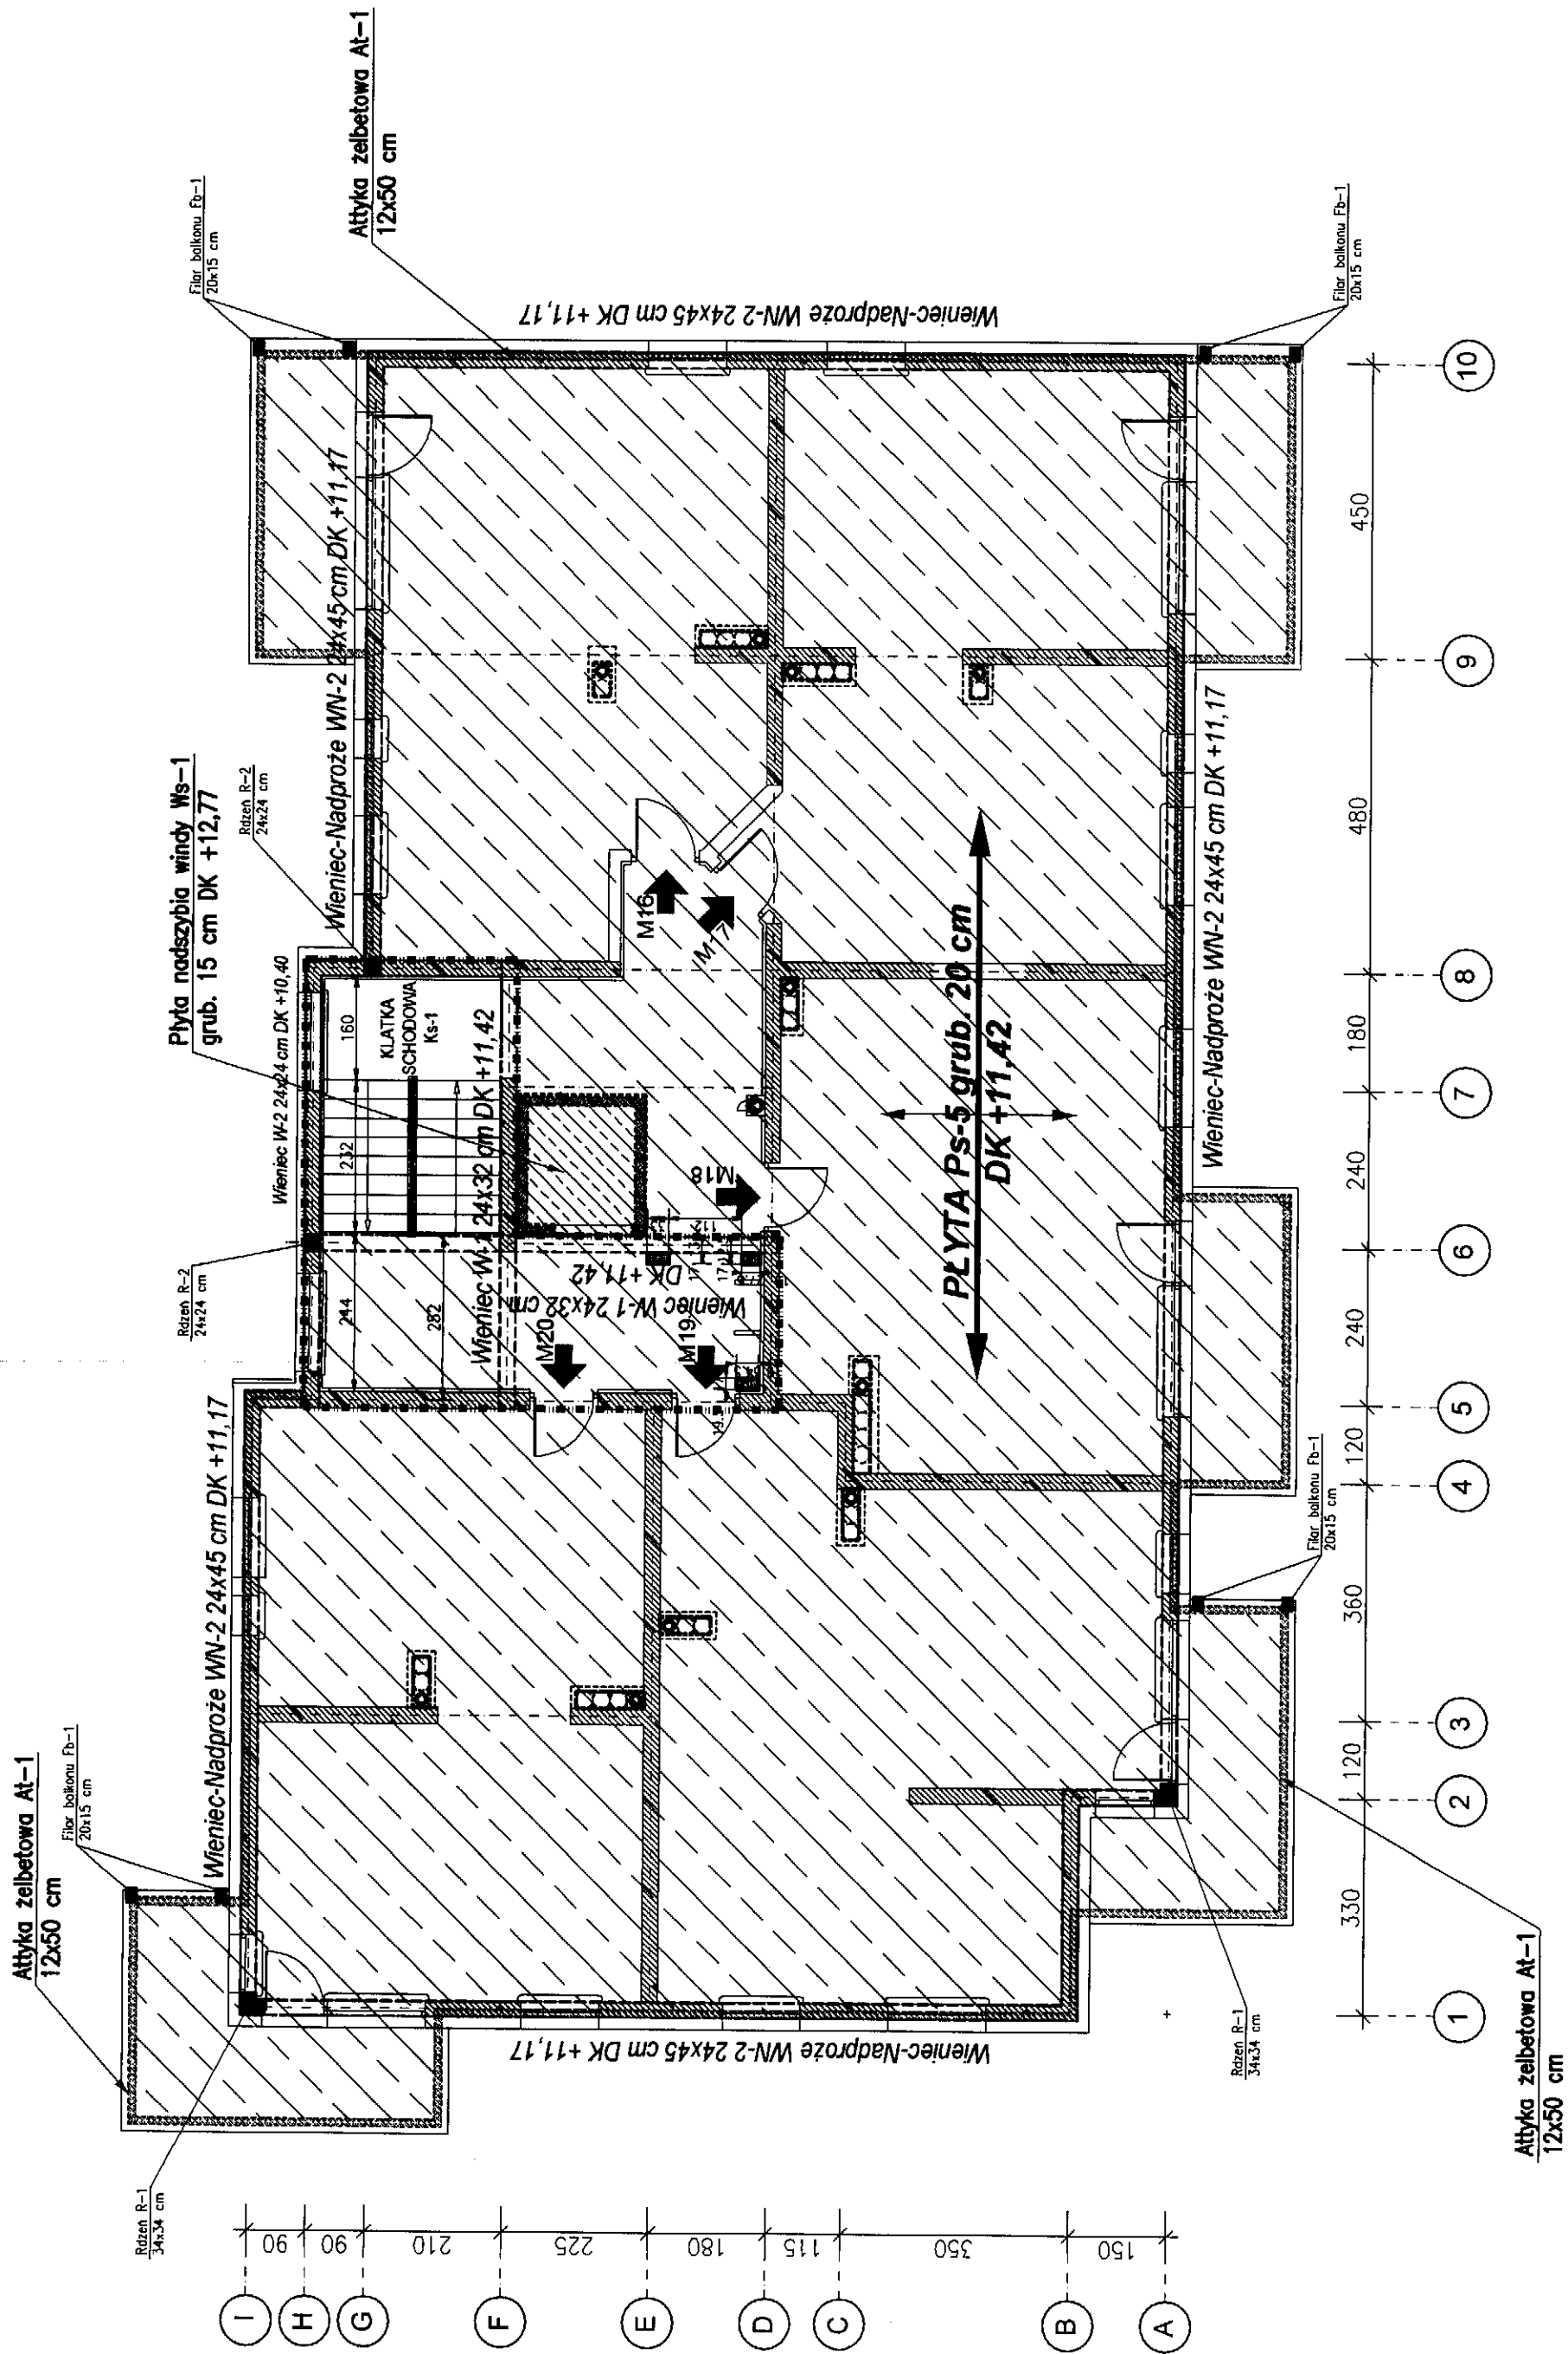 Attyka żelbetowa At-1
12x50 cm
Filar balkonu Fb-1
20x15 cm
Filar balkonu Fb-1
20x15 cm
Wieniec-Nadproże WN-2 24x45 cm DK +11,17
Wieniec-Nadproże WN-2 24x45 cm DK +11,17
Płyta nadszybia windy Ws-1
grub. 15 cm DK +12,77
Rdzeń R-2
24x24 cm
Wieniec W-2 24x24 cm DK +10,40
Rdzeń R-2
24x24 cm
160
232
244
282
KLATKA
SCHODOWA
Ks-1
Wieniec W-1 24x32 cm DK +11,42
Wieniec W-1 24x32 cm
DK +11,42
M16
M-17
M18
M19
M20
112
17
17
19
PŁYTA Ps-5 grub. 20 cm
DK +11,42
Wieniec-Nadproże WN-2 24x45 cm DK +11,17
Wieniec-Nadproże WN-2 24x45 cm DK +11,17
Attyka żelbetowa At-1
12x50 cm
Filar balkonu Fb-1
20x15 cm
Rdzeń R-1
34x34 cm
Wieniec-Nadproże WN-2 24x45 cm DK +11,17
Rdzeń R-1
34x34 cm
Filar balkonu Fb-1
20x15 cm
Attyka żelbetowa At-1
12x50 cm
330
120
360
120
240
240
180
480
450
1
2
3
4
5
6
7
8
9
10
90
90
210
225
180
115
350
150
I
H
G
F
E
D
C
B
A